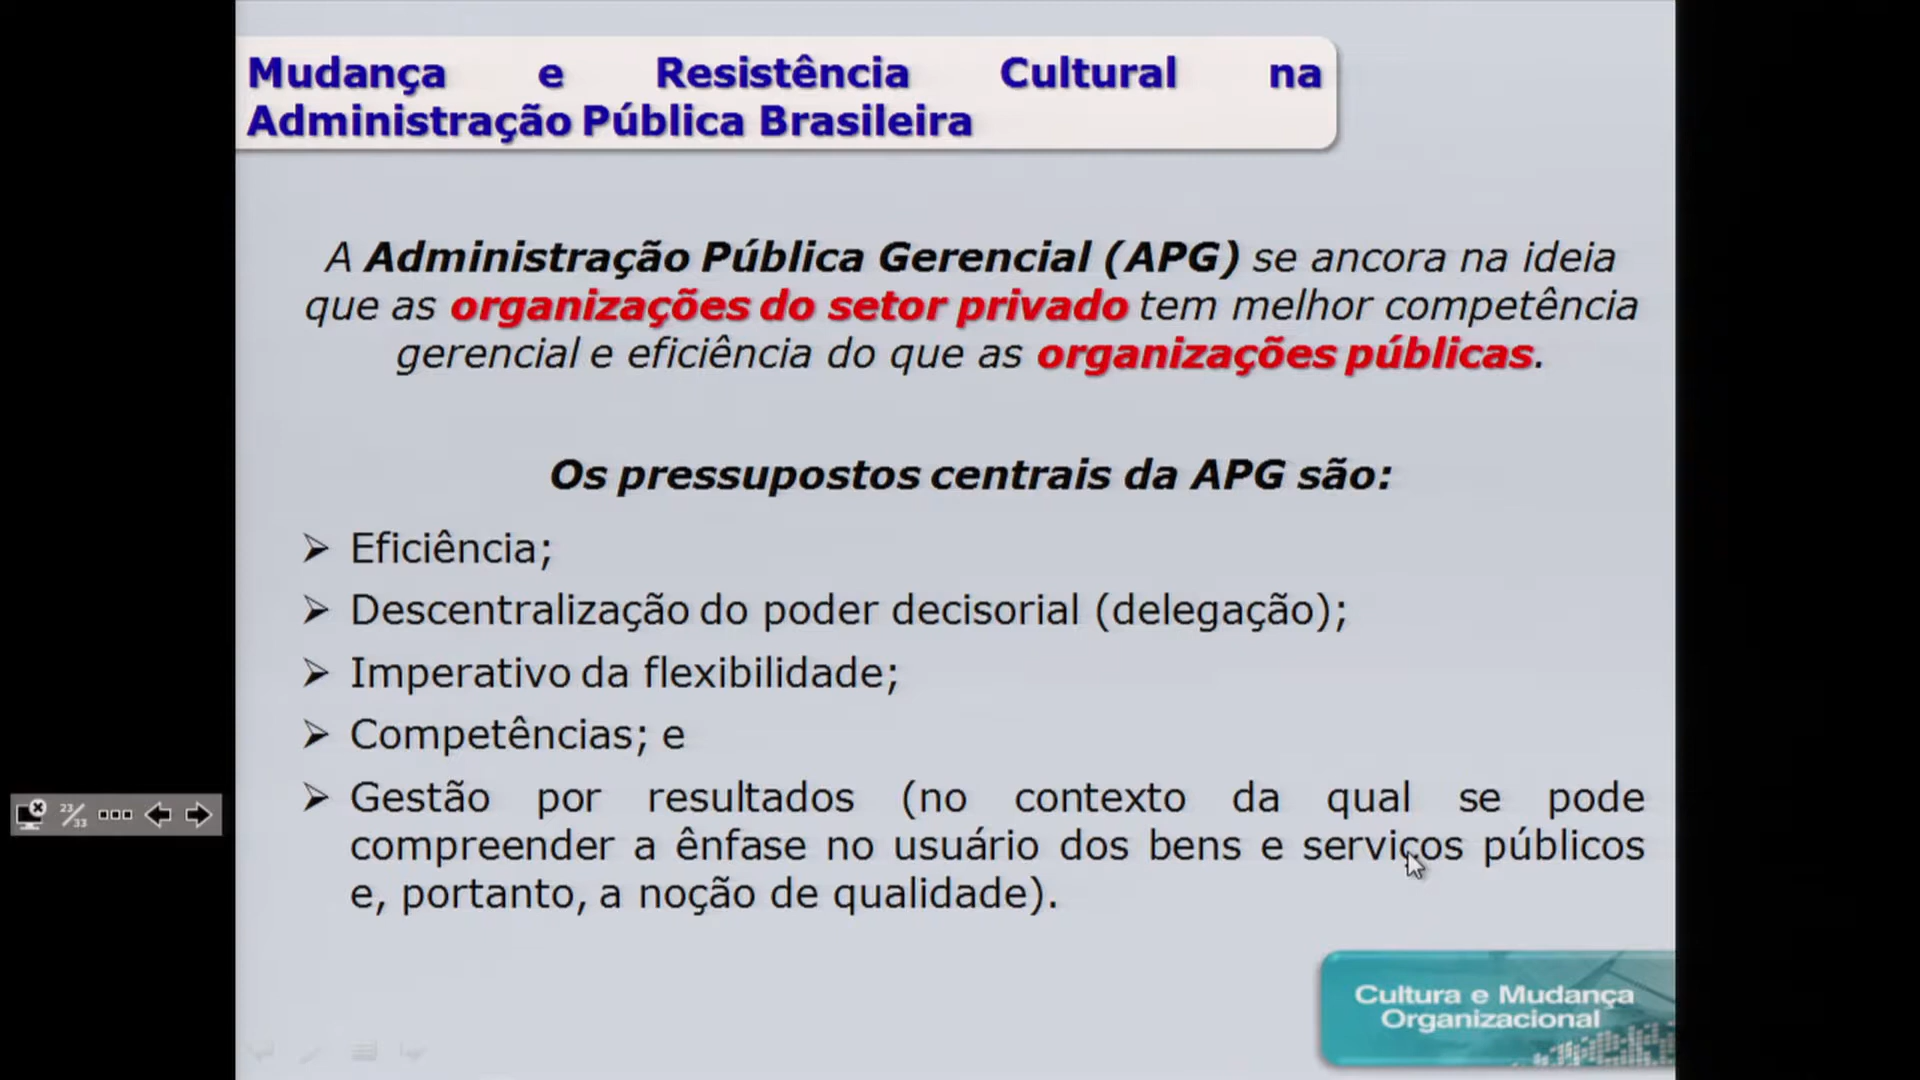 Mudança e Resistência Cultural na
Administração Pública Brasileira
A Administração Pública Gerencial (APG) se ancora na ideia
que as organizações do setor privado tem melhor competência
gerencial e eficiência do que as organizações públicas.
Os pressupostos centrais da APG são:
➢ Eficiência;
➢ Descentralização do poder decisorial (delegação);
➢ Imperativo da flexibilidade;
➢ Competências; e
➢ Gestão por resultados (no contexto da qual se pode
compreender a ênfase no usuário dos bens e serviços públicos
e, portanto, a noção de qualidade).
23/33
Cultura e Mudança
Organizacional